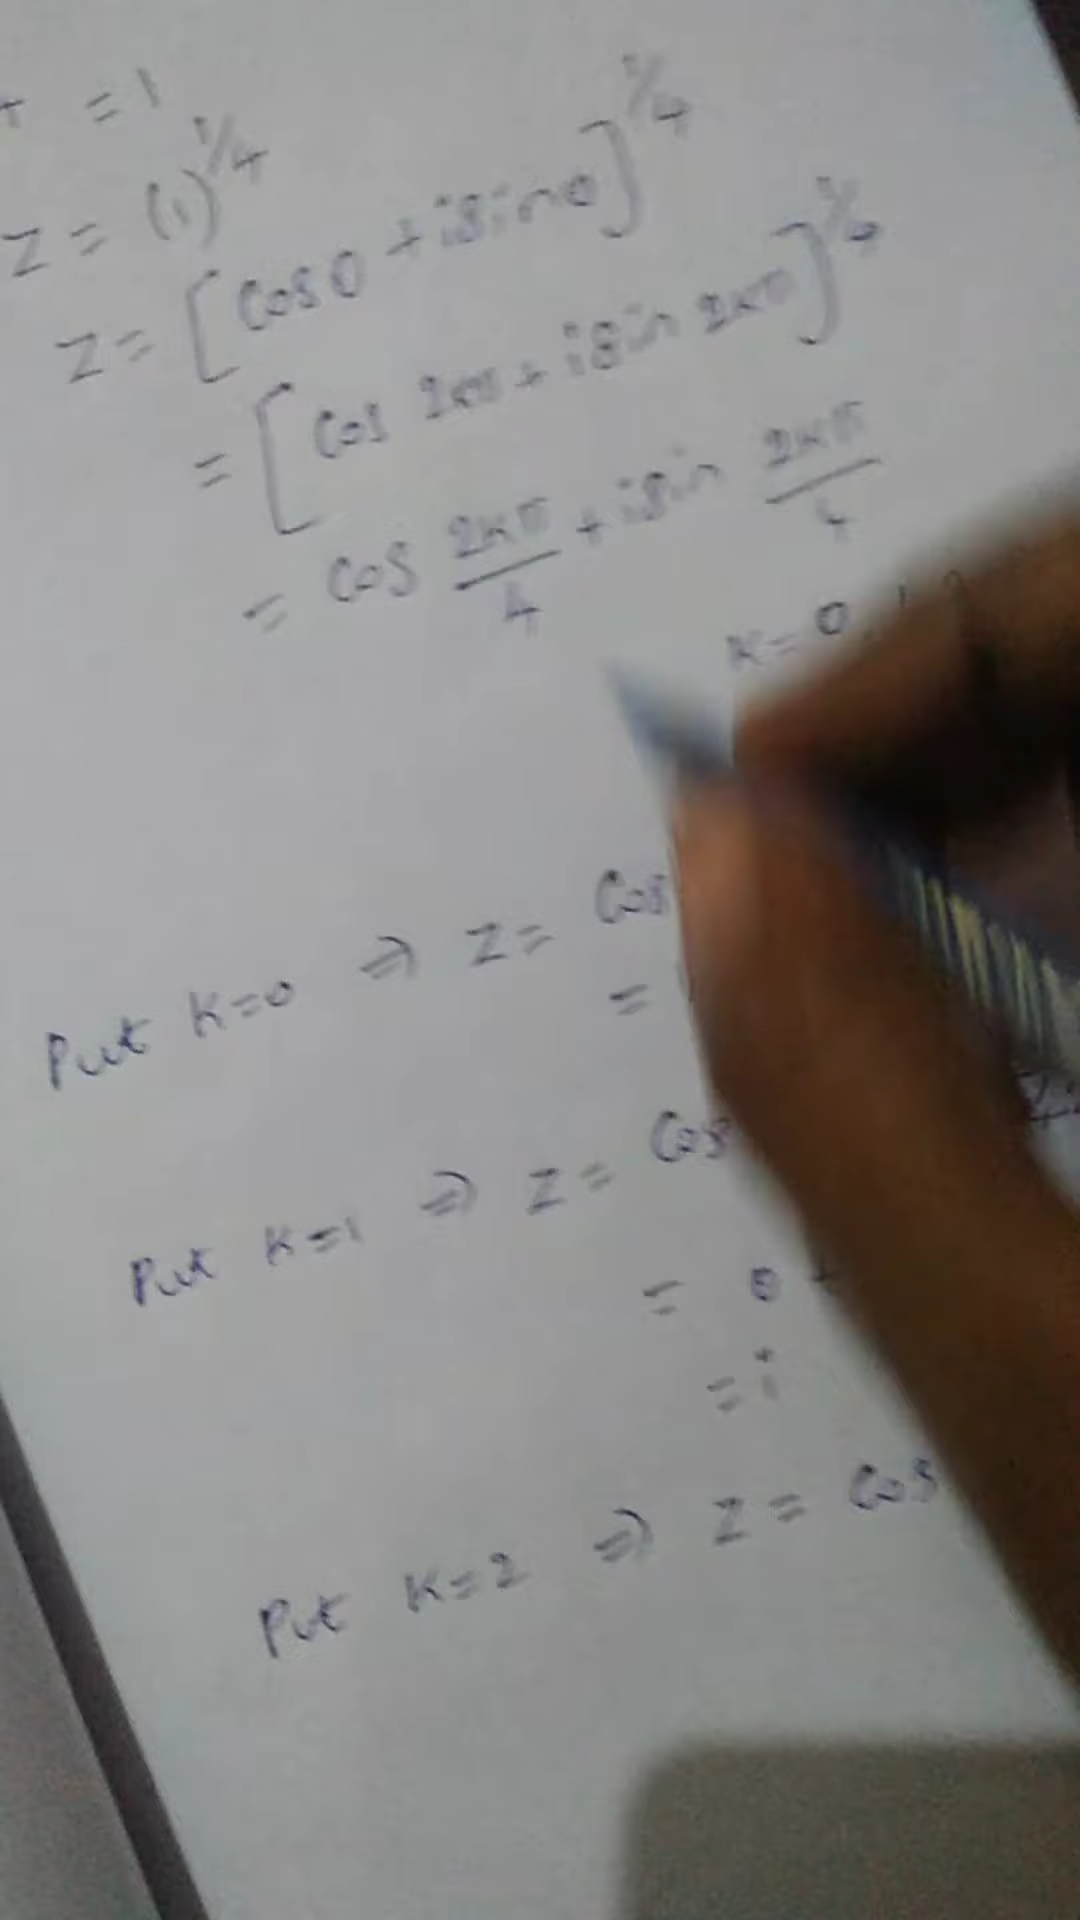 = 1
Z = (1)^1/4
Z = [cos 0 + i sin 0]^1/4
= [cos 2kπ + i sin 2kπ]^1/4
= cos 2kπ/4 + i sin 2kπ/4
k = 0, 1
Put k=0 ⇒ Z = cos
=
Put k=1 ⇒ Z = cos
= 0 +
= i
Put k=2 ⇒ Z = cos